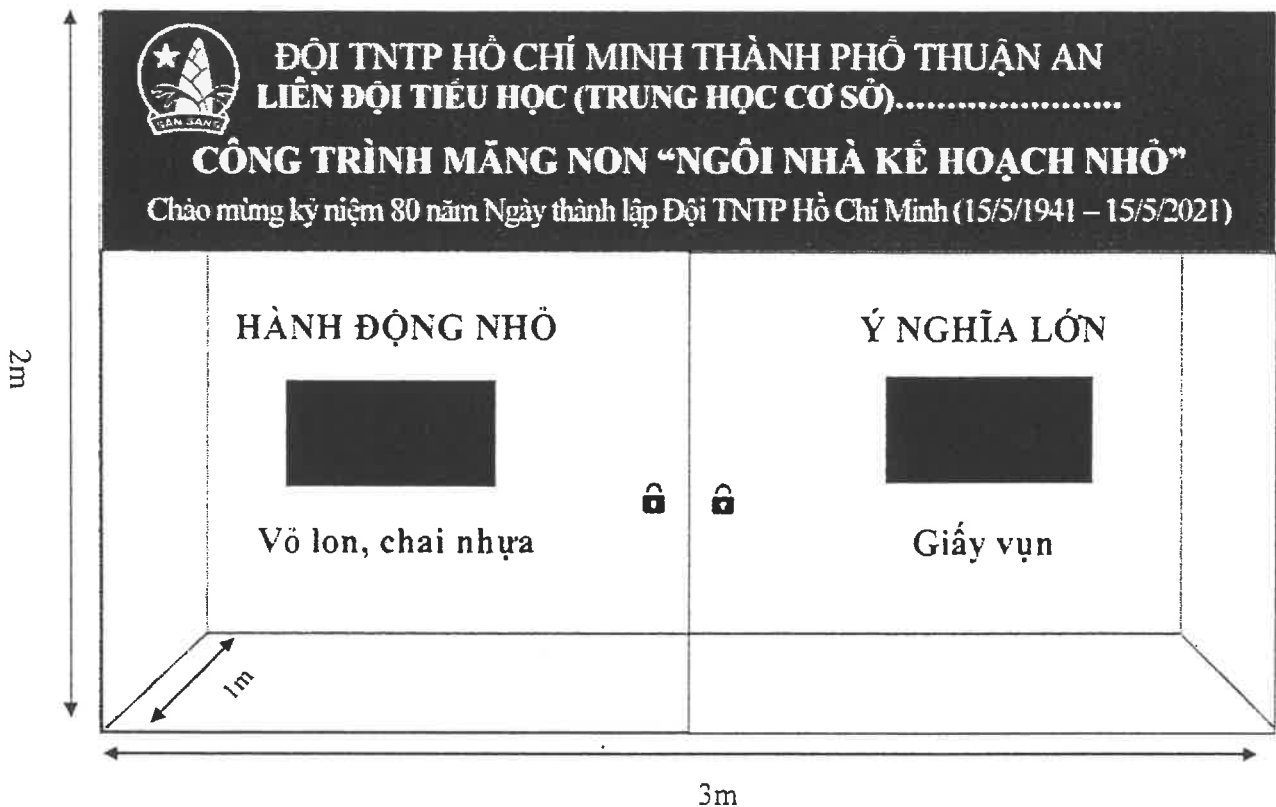 ĐỘI TNTP HỒ CHÍ MINH THÀNH PHỐ THUẬN AN
LIÊN ĐỘI TIỂU HỌC (TRUNG HỌC CƠ SỞ)......................
SẴN SÀNG
CÔNG TRÌNH MĂNG NON “NGÔI NHÀ KẾ HOẠCH NHỎ”
Chào mừng kỷ niệm 80 năm Ngày thành lập Đội TNTP Hồ Chí Minh (15/5/1941 – 15/5/2021)
HÀNH ĐỘNG NHỎ
Ý NGHĨA LỚN
2m
Vỏ lon, chai nhựa
Giấy vụn
1m
3m